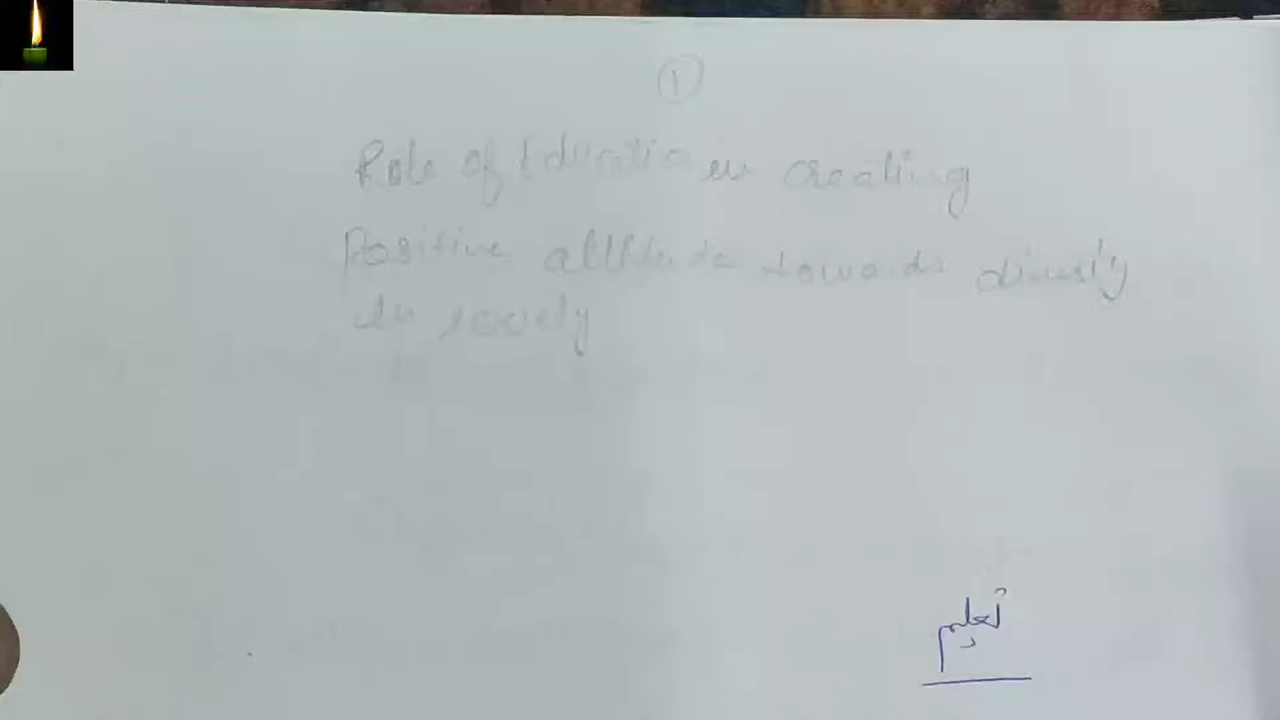 1
Role of Education in creating
Positive attitude towards diversity
in society
تعلیم